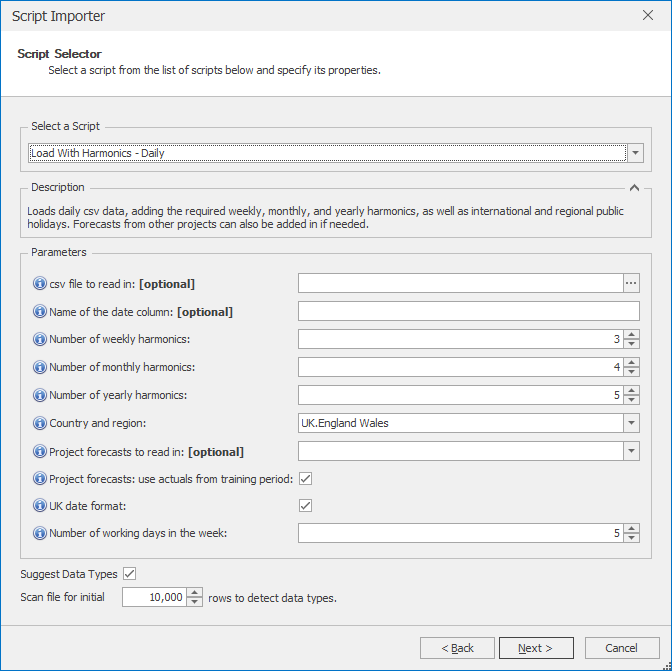 Script Importer
Script Selector
Select a script from the list of scripts below and specify its properties.
Select a Script
Load With Harmonics - Daily
Description
Loads daily csv data, adding the required weekly, monthly, and yearly harmonics, as well as international and regional public
holidays. Forecasts from other projects can also be added in if needed.
Parameters
csv file to read in: [optional]
Name of the date column: [optional]
Number of weekly harmonics: 3
Number of monthly harmonics: 4
Number of yearly harmonics: 5
Country and region: UK.England Wales
Project forecasts to read in: [optional]
Project forecasts: use actuals from training period:
UK date format:
Number of working days in the week: 5
Suggest Data Types
Scan file for initial 10,000 rows to detect data types.
< Back Next > Cancel